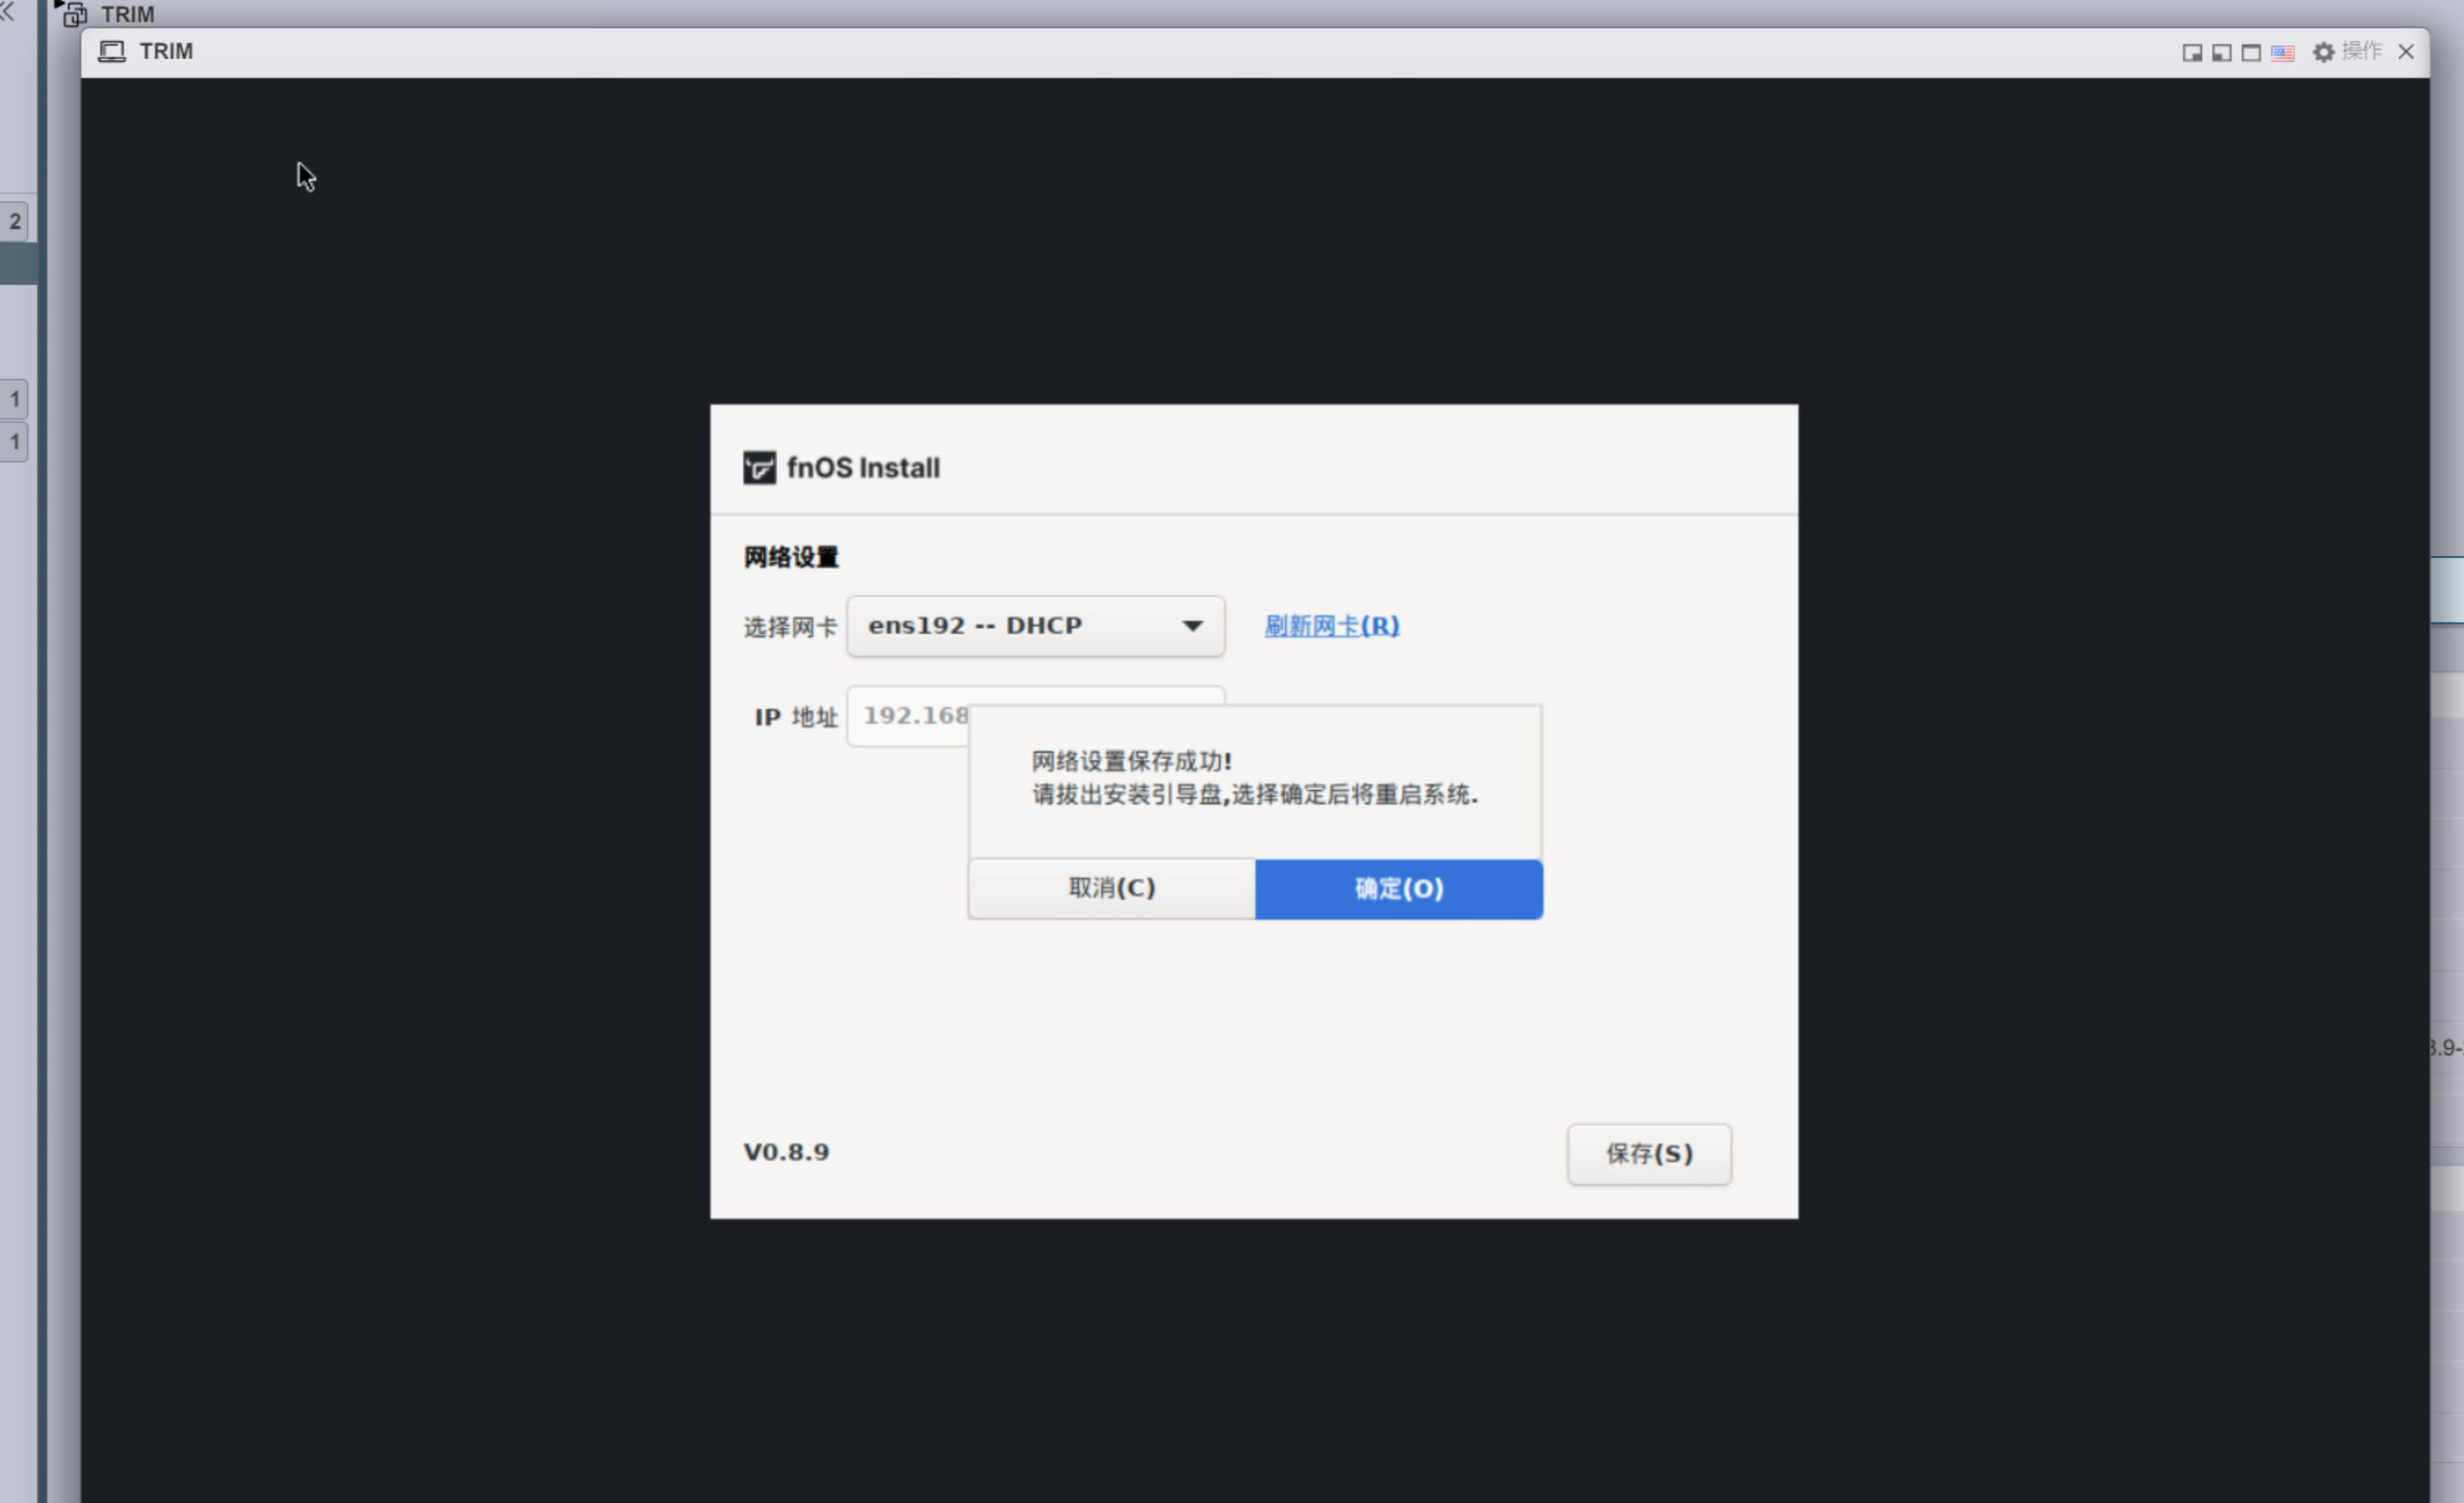 TRIM
TRIM
操作
2
1
1
fnOS Install
网络设置
选择网卡 ens192 -- DHCP 刷新网卡(R)
IP 地址 192.168
网络设置保存成功!
请拔出安装引导盘,选择确定后将重启系统.
取消(C) 确定(O)
V0.8.9 保存(S)